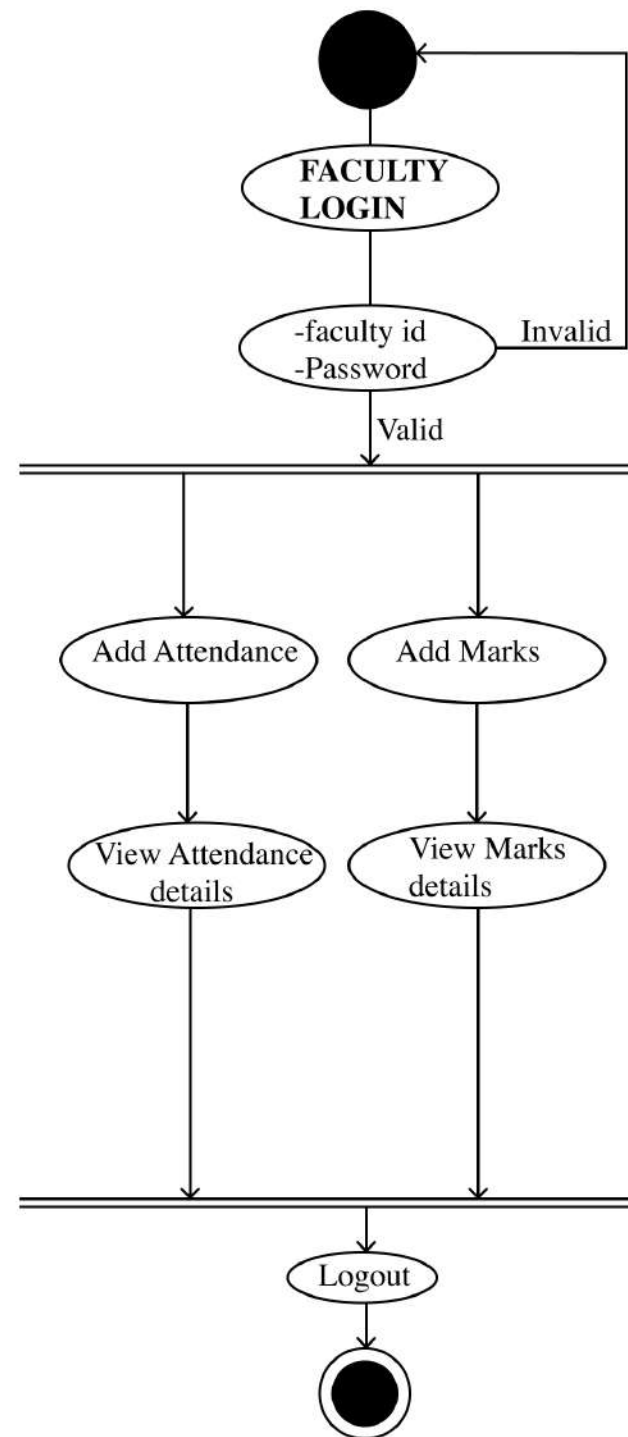 FACULTY
LOGIN
-faculty id
-Password
Invalid
Valid
Add Attendance
Add Marks
View Attendance
details
View Marks
details
Logout